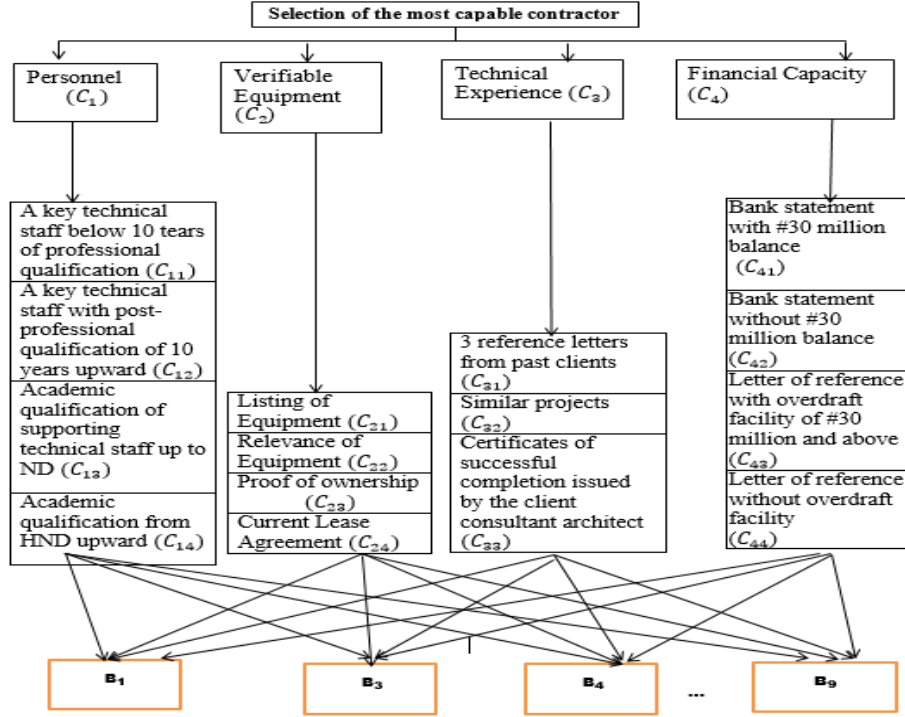 Selection of the most capable contractor
Personnel
(C₁)
Verifiable
Equipment
(C₂)
Technical
Experience (C₃)
Financial Capacity
(C₄)
A key technical
staff below 10 tears
of professional
qualification (C₁₁)
A key technical
staff with post-
professional
qualification of 10
years upward (C₁₂)
Academic
qualification of
supporting
technical staff up to
ND (C₁₃)
Academic
qualification from
HND upward (C₁₄)
Listing of
Equipment (C₂₁)
Relevance of
Equipment (C₂₂)
Proof of ownership
(C₂₃)
Current Lease
Agreement (C₂₄)
3 reference letters
from past clients
(C₃₁)
Similar projects (C₃₂)
Certificates of
successful
completion issued
by the client
consultant architect
(C₃₃)
Bank statement
with #30 million
balance
(C₄₁)
Bank statement
without #30
million balance
(C₄₂)
Letter of reference
with overdraft
facility of #30
million and above
(C₄₃)
Letter of reference
without overdraft
facility
(C₄₄)
B₁
B₃
B₄
...
B₉